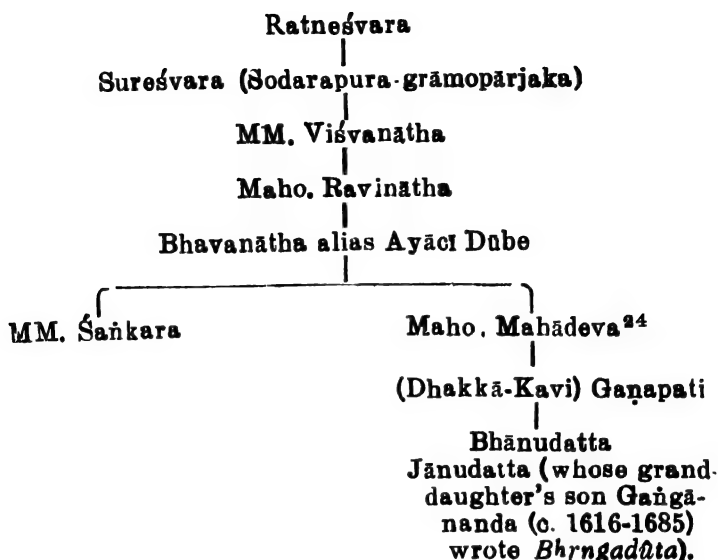 Ratneśvara
Sureśvara (Sodarapura-grāmopārjaka)
MM. Viśvanātha
Maho. Ravinātha
Bhavanātha alias Ayācī Dūbe
MM. Śaṅkara Maho. Mahādeva²⁴
(Dhakkā-Kavi) Gaṇapati
Bhānudatta
Jānudatta (whose grand-
daughter's son Gaṅgā-
nanda (c. 1616-1685)
wrote Bhṛngadūta).